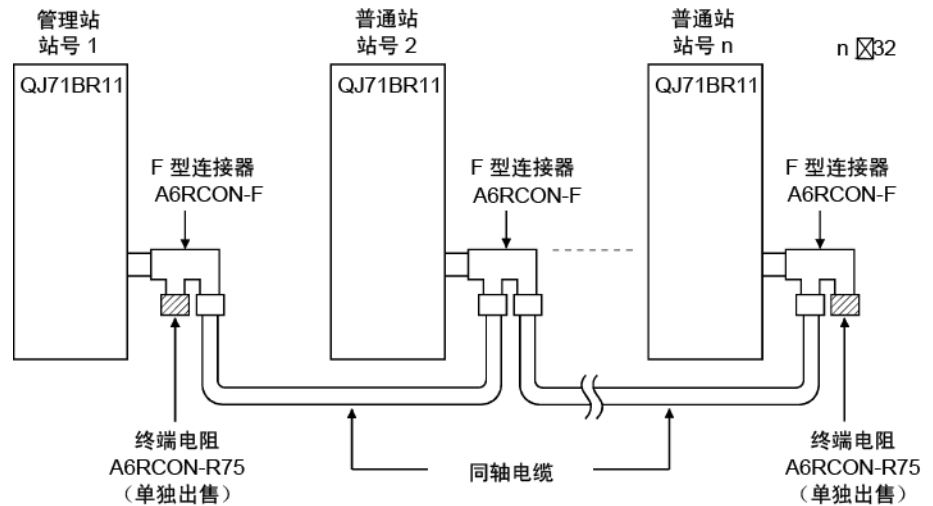 管理站
站号 1
普通站
站号 2
普通站
站号 n
n ☒32
QJ71BR11
QJ71BR11
QJ71BR11
F 型连接器
A6RCON-F
F 型连接器
A6RCON-F
F 型连接器
A6RCON-F
终端电阻
A6RCON-R75
（单独出售）
同轴电缆
终端电阻
A6RCON-R75
（单独出售）